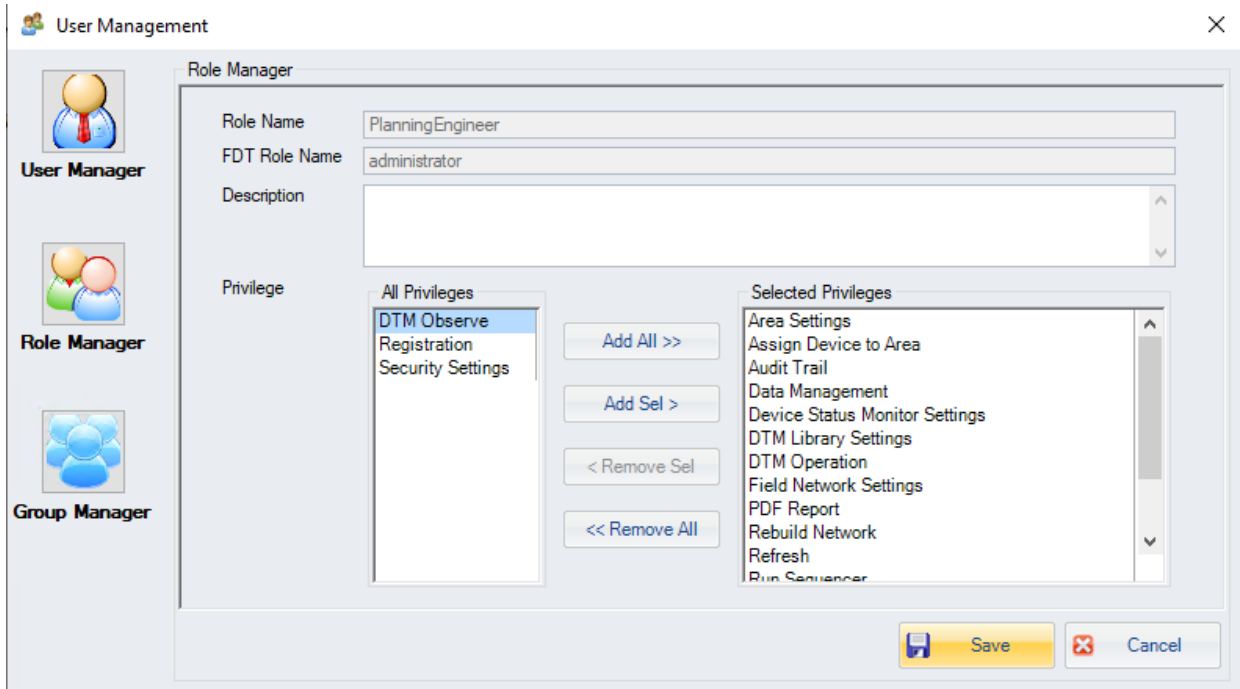 User Management
User Manager
Role Manager
Group Manager
Role Manager
Role Name
PlanningEngineer
FDT Role Name
administrator
Description
Privilege
All Privileges
DTM Observe
Registration
Security Settings
Add All >>
Add Sel >
< Remove Sel
<< Remove All
Selected Privileges
Area Settings
Assign Device to Area
Audit Trail
Data Management
Device Status Monitor Settings
DTM Library Settings
DTM Operation
Field Network Settings
PDF Report
Rebuild Network
Refresh
Run Sequencer
Save
Cancel